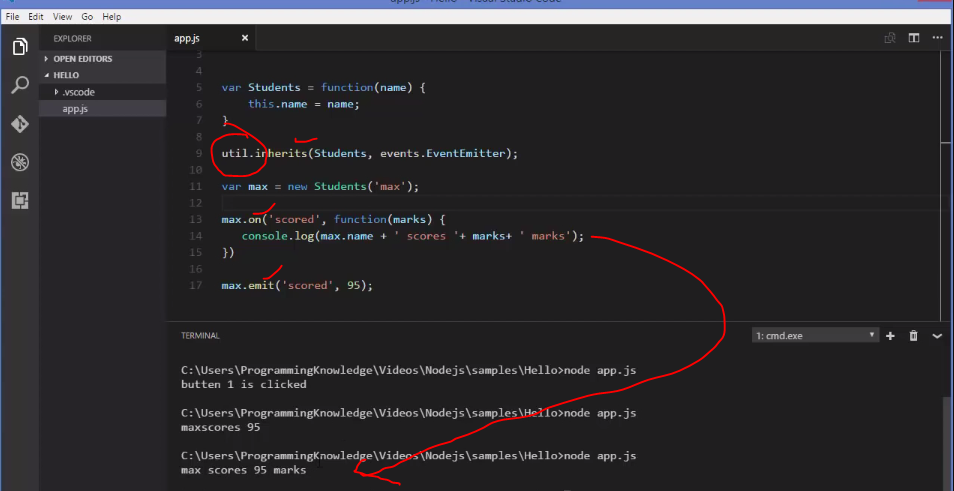 app.js - Hello - Visual Studio Code
File Edit View Go Help
EXPLORER
app.js
OPEN EDITORS
HELLO
.vscode
app.js
3
4
5 var Students = function(name) {
6 this.name = name;
7 }
8
9 util.inherits(Students, events.EventEmitter);
10
11 var max = new Students('max');
12
13 max.on('scored', function(marks) {
14 console.log(max.name + ' scores '+ marks+ ' marks');
15 })
16
17 max.emit('scored', 95);
TERMINAL
1: cmd.exe
C:\Users\ProgrammingKnowledge\Videos\Nodejs\samples\Hello>node app.js
butten 1 is clicked
C:\Users\ProgrammingKnowledge\Videos\Nodejs\samples\Hello>node app.js
maxscores 95
C:\Users\ProgrammingKnowledge\Videos\Nodejs\samples\Hello>node app.js
max scores 95 marks